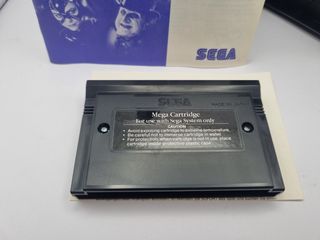 SEGA
SEGA
MADE IN JAPAN
Mega Cartridge
For use with Sega System only
CAUTION
• Avoid exposing cartridge to extreme temperature.
• Be careful not to immerse cartridge in water.
• For protection, when cartridge is not in use, place
cartridge inside protective plastic case.